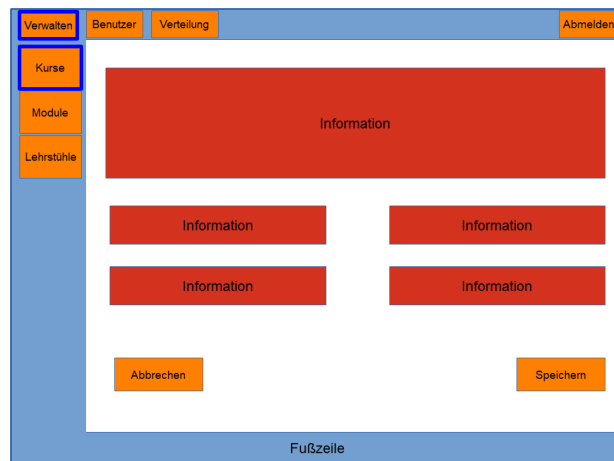 Verwalten
Benutzer
Verteilung
Abmelden
Kurse
Module
Lehrstühle
Information
Information
Information
Information
Information
Abbrechen
Speichern
Fußzeile